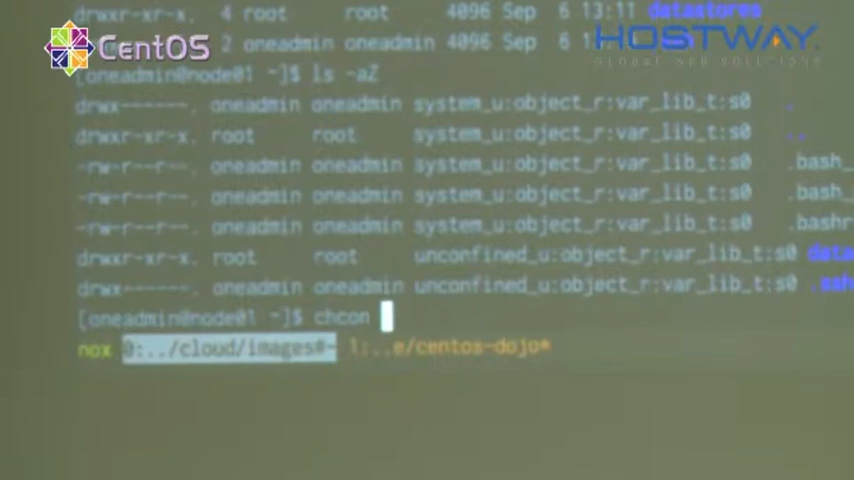 drwxr-xr-x. 4 root root 4096 Sep 6 13:11 datastores
CentOS
2 oneadmin oneadmin 4096 Sep 6
HOSTWAY.
GLOBAL WEB SOLUTIONS
[oneadmin@node01 ~]$ ls -aZ
drwx------. oneadmin oneadmin system_u:object_r:var_lib_t:s0 .
drwxr-xr-x. root root system_u:object_r:var_lib_t:s0 ..
-rw-r--r--. oneadmin oneadmin system_u:object_r:var_lib_t:s0 .bash_
-rw-r--r--. oneadmin oneadmin system_u:object_r:var_lib_t:s0 .bash_
-rw-r--r--. oneadmin oneadmin system_u:object_r:var_lib_t:s0 .bashr
drwxr-xr-x. root root unconfined_u:object_r:var_lib_t:s0 data
drwx------. oneadmin oneadmin unconfined_u:object_r:var_lib_t:s0 .ssh
[oneadmin@node01 ~]$ chcon
nox 0:../cloud/images#- 1:..e/centos-dojo*